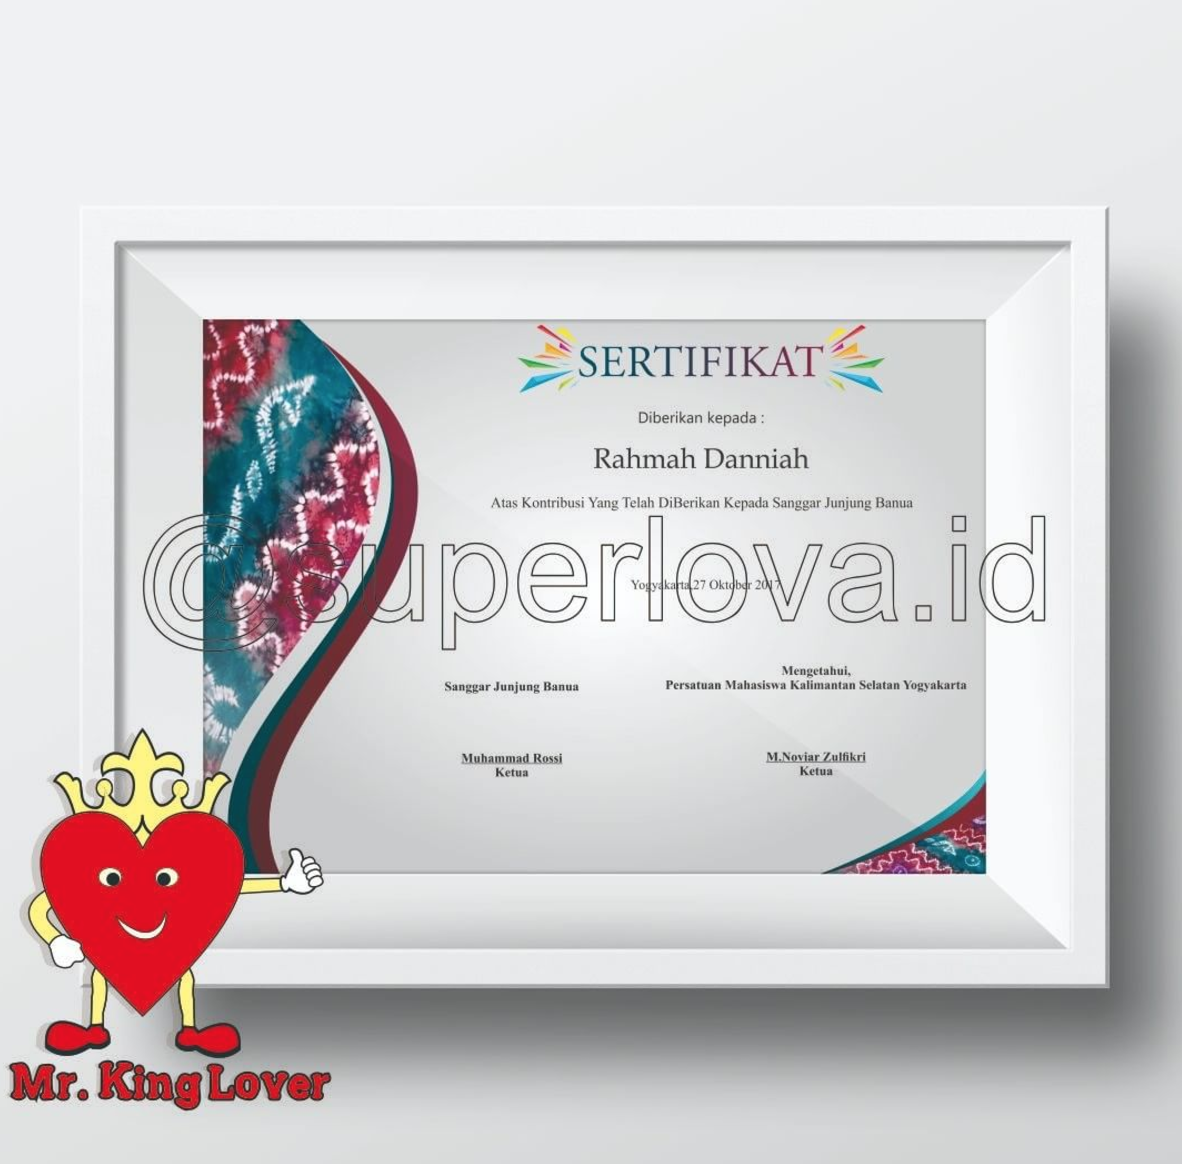 SERTIFIKAT
Diberikan kepada :
Rahmah Danniah
Atas Kontribusi Yang Telah DiBerikan Kepada Sanggar Junjung Banua
@superlova.id
Yogyakarta,27 Oktober 2017
Mengetahui,
Sanggar Junjung Banua
Persatuan Mahasiswa Kalimantan Selatan Yogyakarta
Muhammad Rossi
Ketua
M.Noviar Zulfikri
Ketua
Mr. King Lover